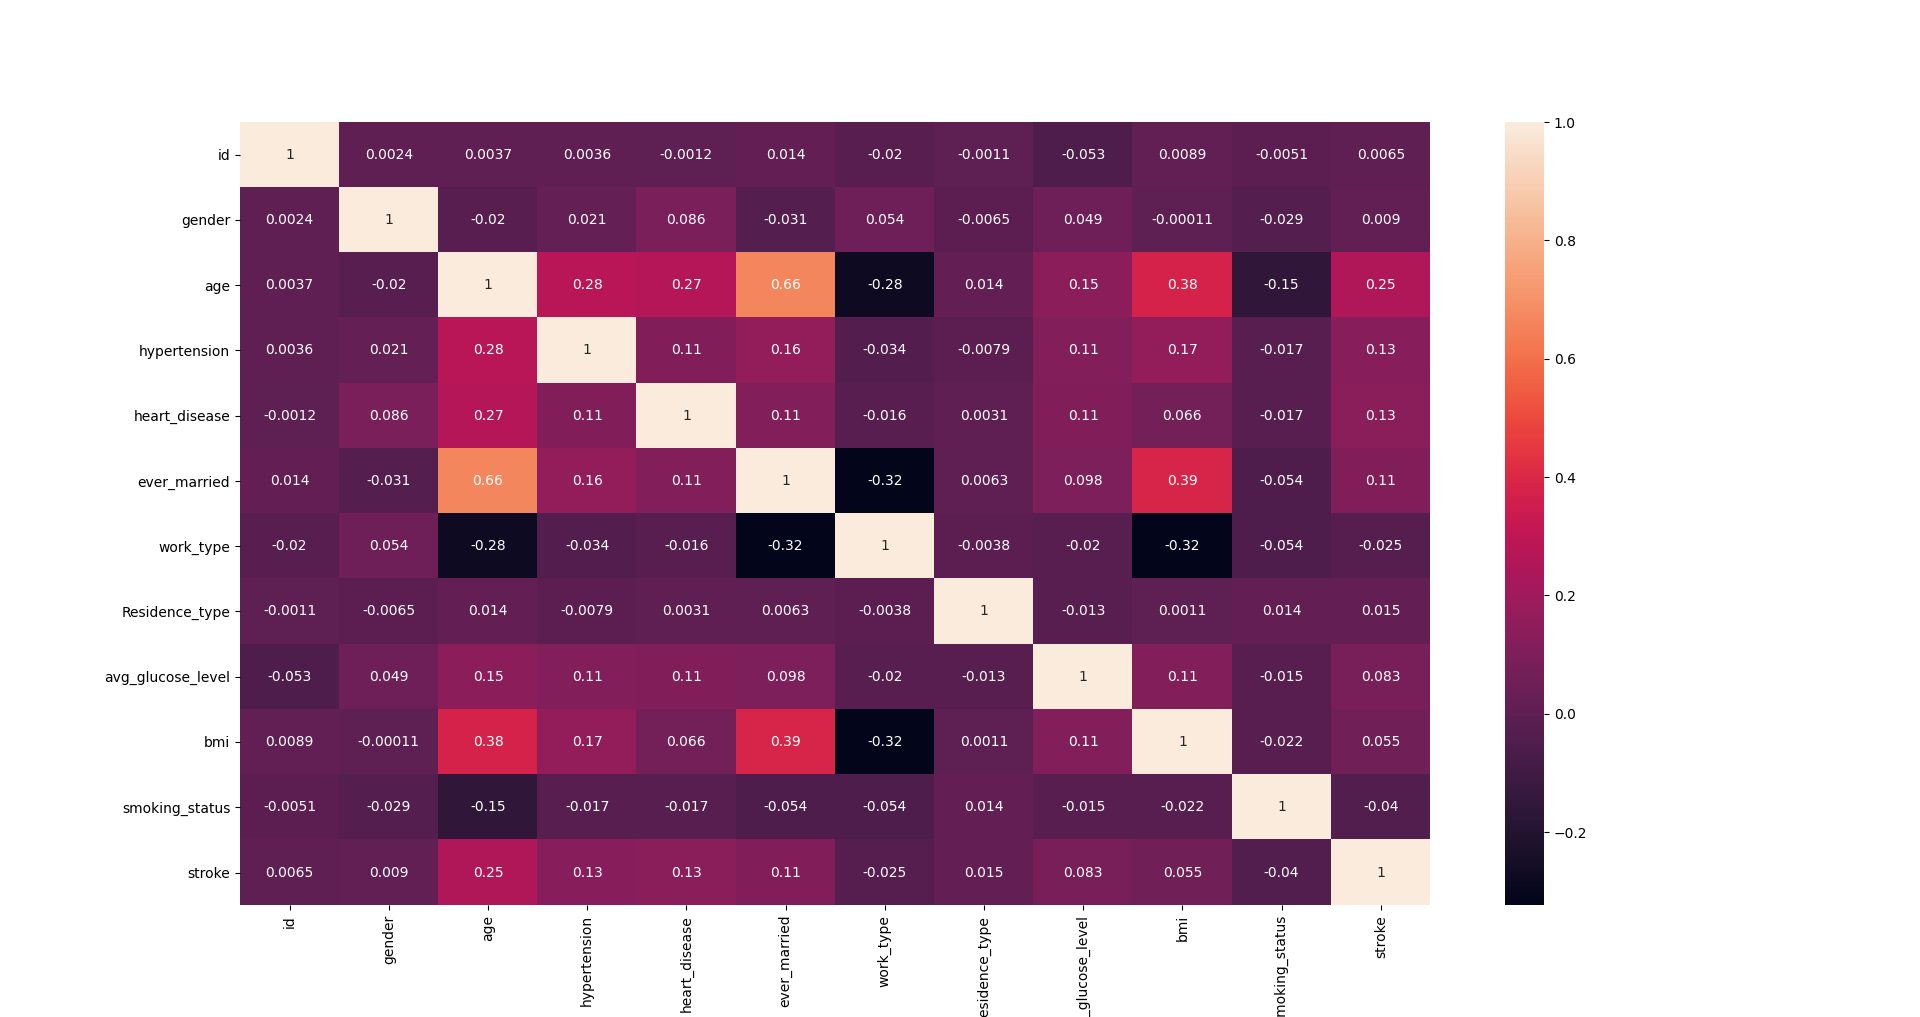 id 1 0.0024 0.0037 0.0036 -0.0012 0.014 -0.02 -0.0011 -0.053 0.0089 -0.0051 0.0065
gender 0.0024 1 -0.02 0.021 0.086 -0.031 0.054 -0.0065 0.049 -0.00011 -0.029 0.009
age 0.0037 -0.02 1 0.28 0.27 0.66 -0.28 0.014 0.15 0.38 -0.15 0.25
hypertension 0.0036 0.021 0.28 1 0.11 0.16 -0.034 -0.0079 0.11 0.17 -0.017 0.13
heart_disease -0.0012 0.086 0.27 0.11 1 0.11 -0.016 0.0031 0.11 0.066 -0.017 0.13
ever_married 0.014 -0.031 0.66 0.16 0.11 1 -0.32 0.0063 0.098 0.39 -0.054 0.11
work_type -0.02 0.054 -0.28 -0.034 -0.016 -0.32 1 -0.0038 -0.02 -0.32 -0.054 -0.025
Residence_type -0.0011 -0.0065 0.014 -0.0079 0.0031 0.0063 -0.0038 1 -0.013 0.0011 0.014 0.015
avg_glucose_level -0.053 0.049 0.15 0.11 0.11 0.098 -0.02 -0.013 1 0.11 -0.015 0.083
bmi 0.0089 -0.00011 0.38 0.17 0.066 0.39 -0.32 0.0011 0.11 1 -0.022 0.055
smoking_status -0.0051 -0.029 -0.15 -0.017 -0.017 -0.054 -0.054 0.014 -0.015 -0.022 1 -0.04
stroke 0.0065 0.009 0.25 0.13 0.13 0.11 -0.025 0.015 0.083 0.055 -0.04 1
id gender age hypertension heart_disease ever_married work_type esidence_type _glucose_level bmi moking_status stroke
1.0
0.8
0.6
0.4
0.2
0.0
−0.2